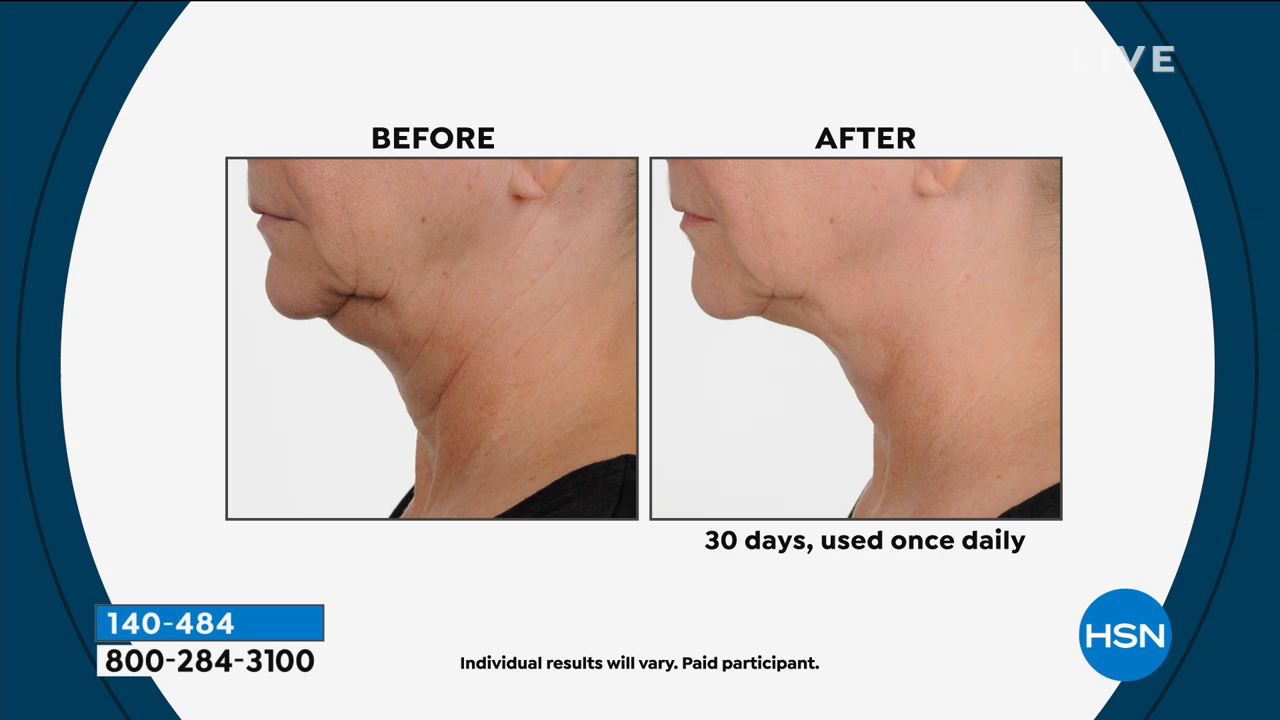 LIVE
BEFORE
AFTER
30 days, used once daily
140-484
800-284-3100
Individual results will vary. Paid participant.
HSN